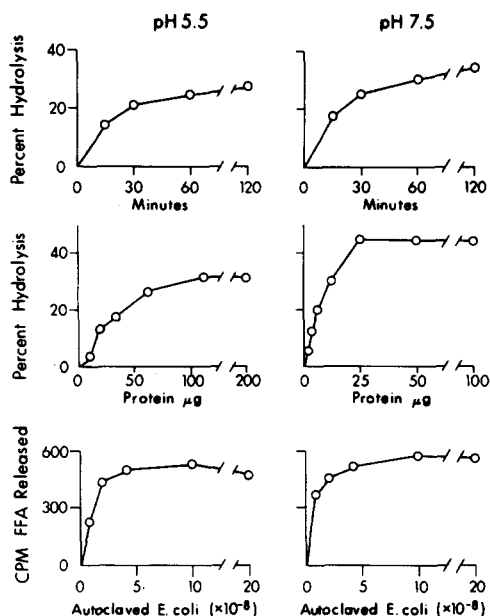 pH 5.5 pH 7.5
Percent Hydrolysis
40
20
0
0 30 60 120
Minutes
0 30 60 120
Minutes
Percent Hydrolysis
40
20
0
0 50 100 200
Protein µg
0 25 50 100
Protein µg
CPM FFA Released
600
300
0
0 5 10 20
Autoclaved E. coli (×10⁻⁸)
0 5 10 20
Autoclaved E. coli (×10⁻⁸)